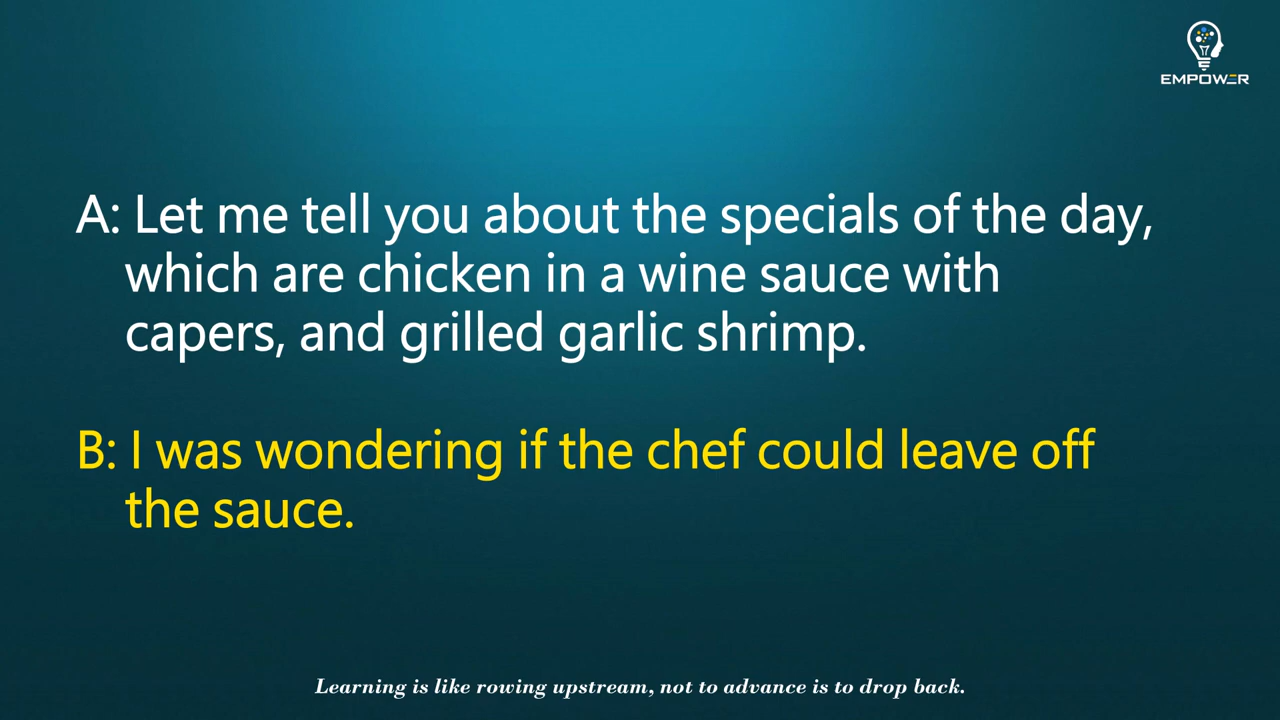 EMPOWER
A: Let me tell you about the specials of the day,
which are chicken in a wine sauce with
capers, and grilled garlic shrimp.
B: I was wondering if the chef could leave off
the sauce.
Learning is like rowing upstream, not to advance is to drop back.